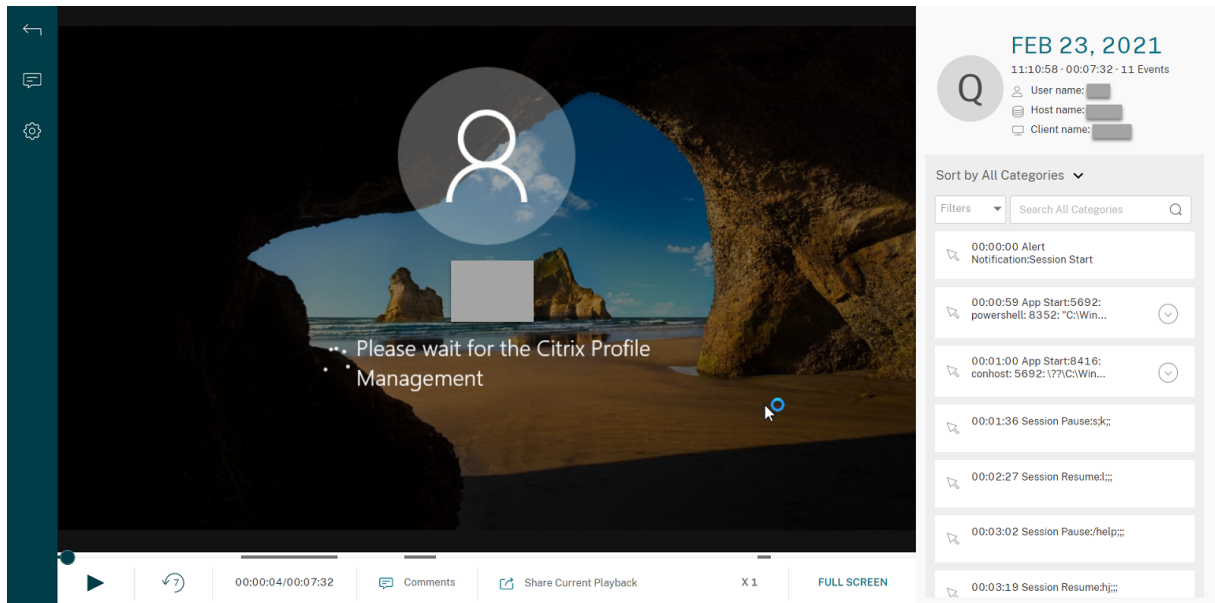 Please wait for the Citrix Profile
Management
7
00:00:04/00:07:32
Comments
Share Current Playback
X 1
FULL SCREEN
Q
FEB 23, 2021
11:10:58 · 00:07:32 · 11 Events
User name:
Host name:
Client name:
Sort by All Categories
Filters
Search All Categories
00:00:00 Alert
Notification:Session Start
00:00:59 App Start:5692:
powershell: 8352: "C:\Win...
00:01:00 App Start:8416:
conhost: 5692: \??\C:\Win...
00:01:36 Session Pause:s;k;;
00:02:27 Session Resume:l;;;
00:03:02 Session Pause:/help;;;
00:03:19 Session Resume:hj;;;